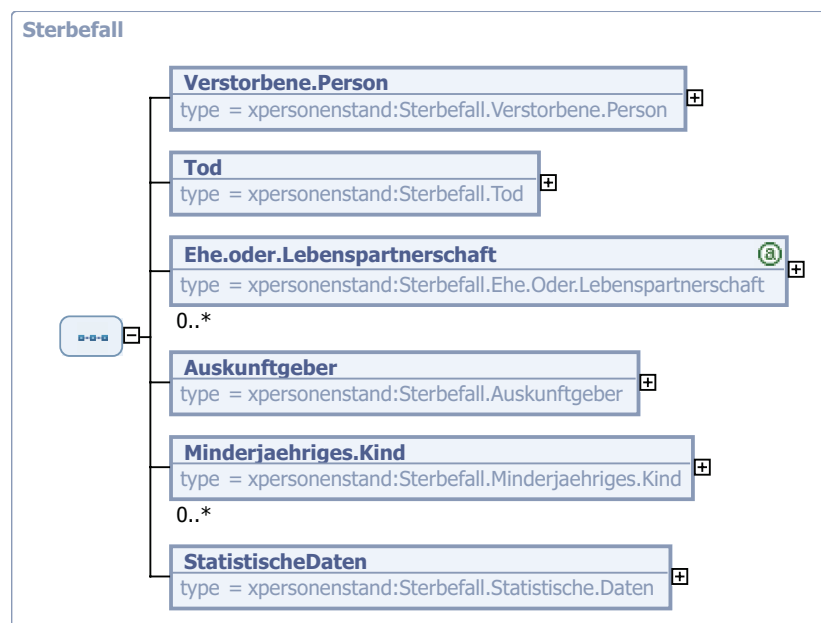 Sterbefall
Verstorbene.Person
type = xpersonenstand:Sterbefall.Verstorbene.Person
Tod
type = xpersonenstand:Sterbefall.Tod
Ehe.oder.Lebenspartnerschaft
type = xpersonenstand:Sterbefall.Ehe.Oder.Lebenspartnerschaft
0..*
Auskunftgeber
type = xpersonenstand:Sterbefall.Auskunftgeber
Minderjaehriges.Kind
type = xpersonenstand:Sterbefall.Minderjaehriges.Kind
0..*
StatistischeDaten
type = xpersonenstand:Sterbefall.Statistische.Daten